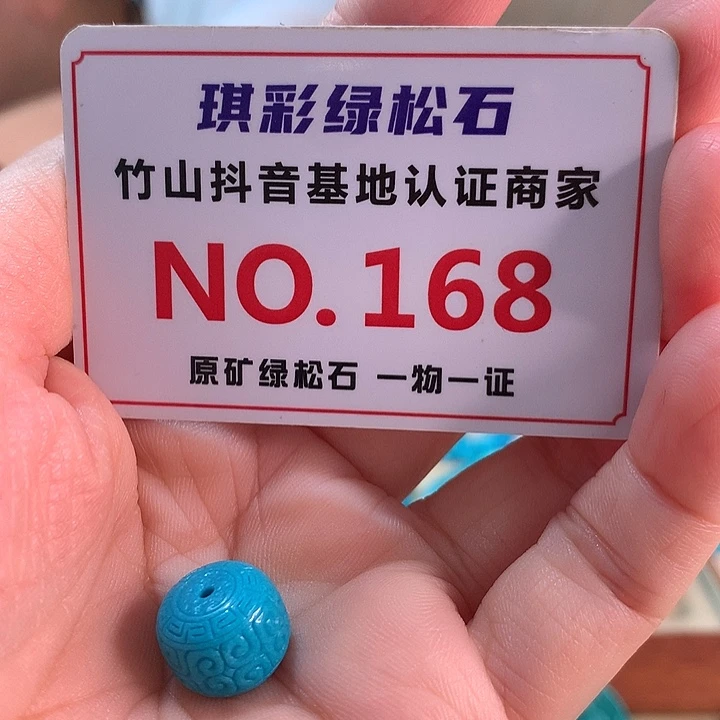 琪彩绿松石
竹山抖音基地认证商家
NO.168
原矿绿松石 一物一证